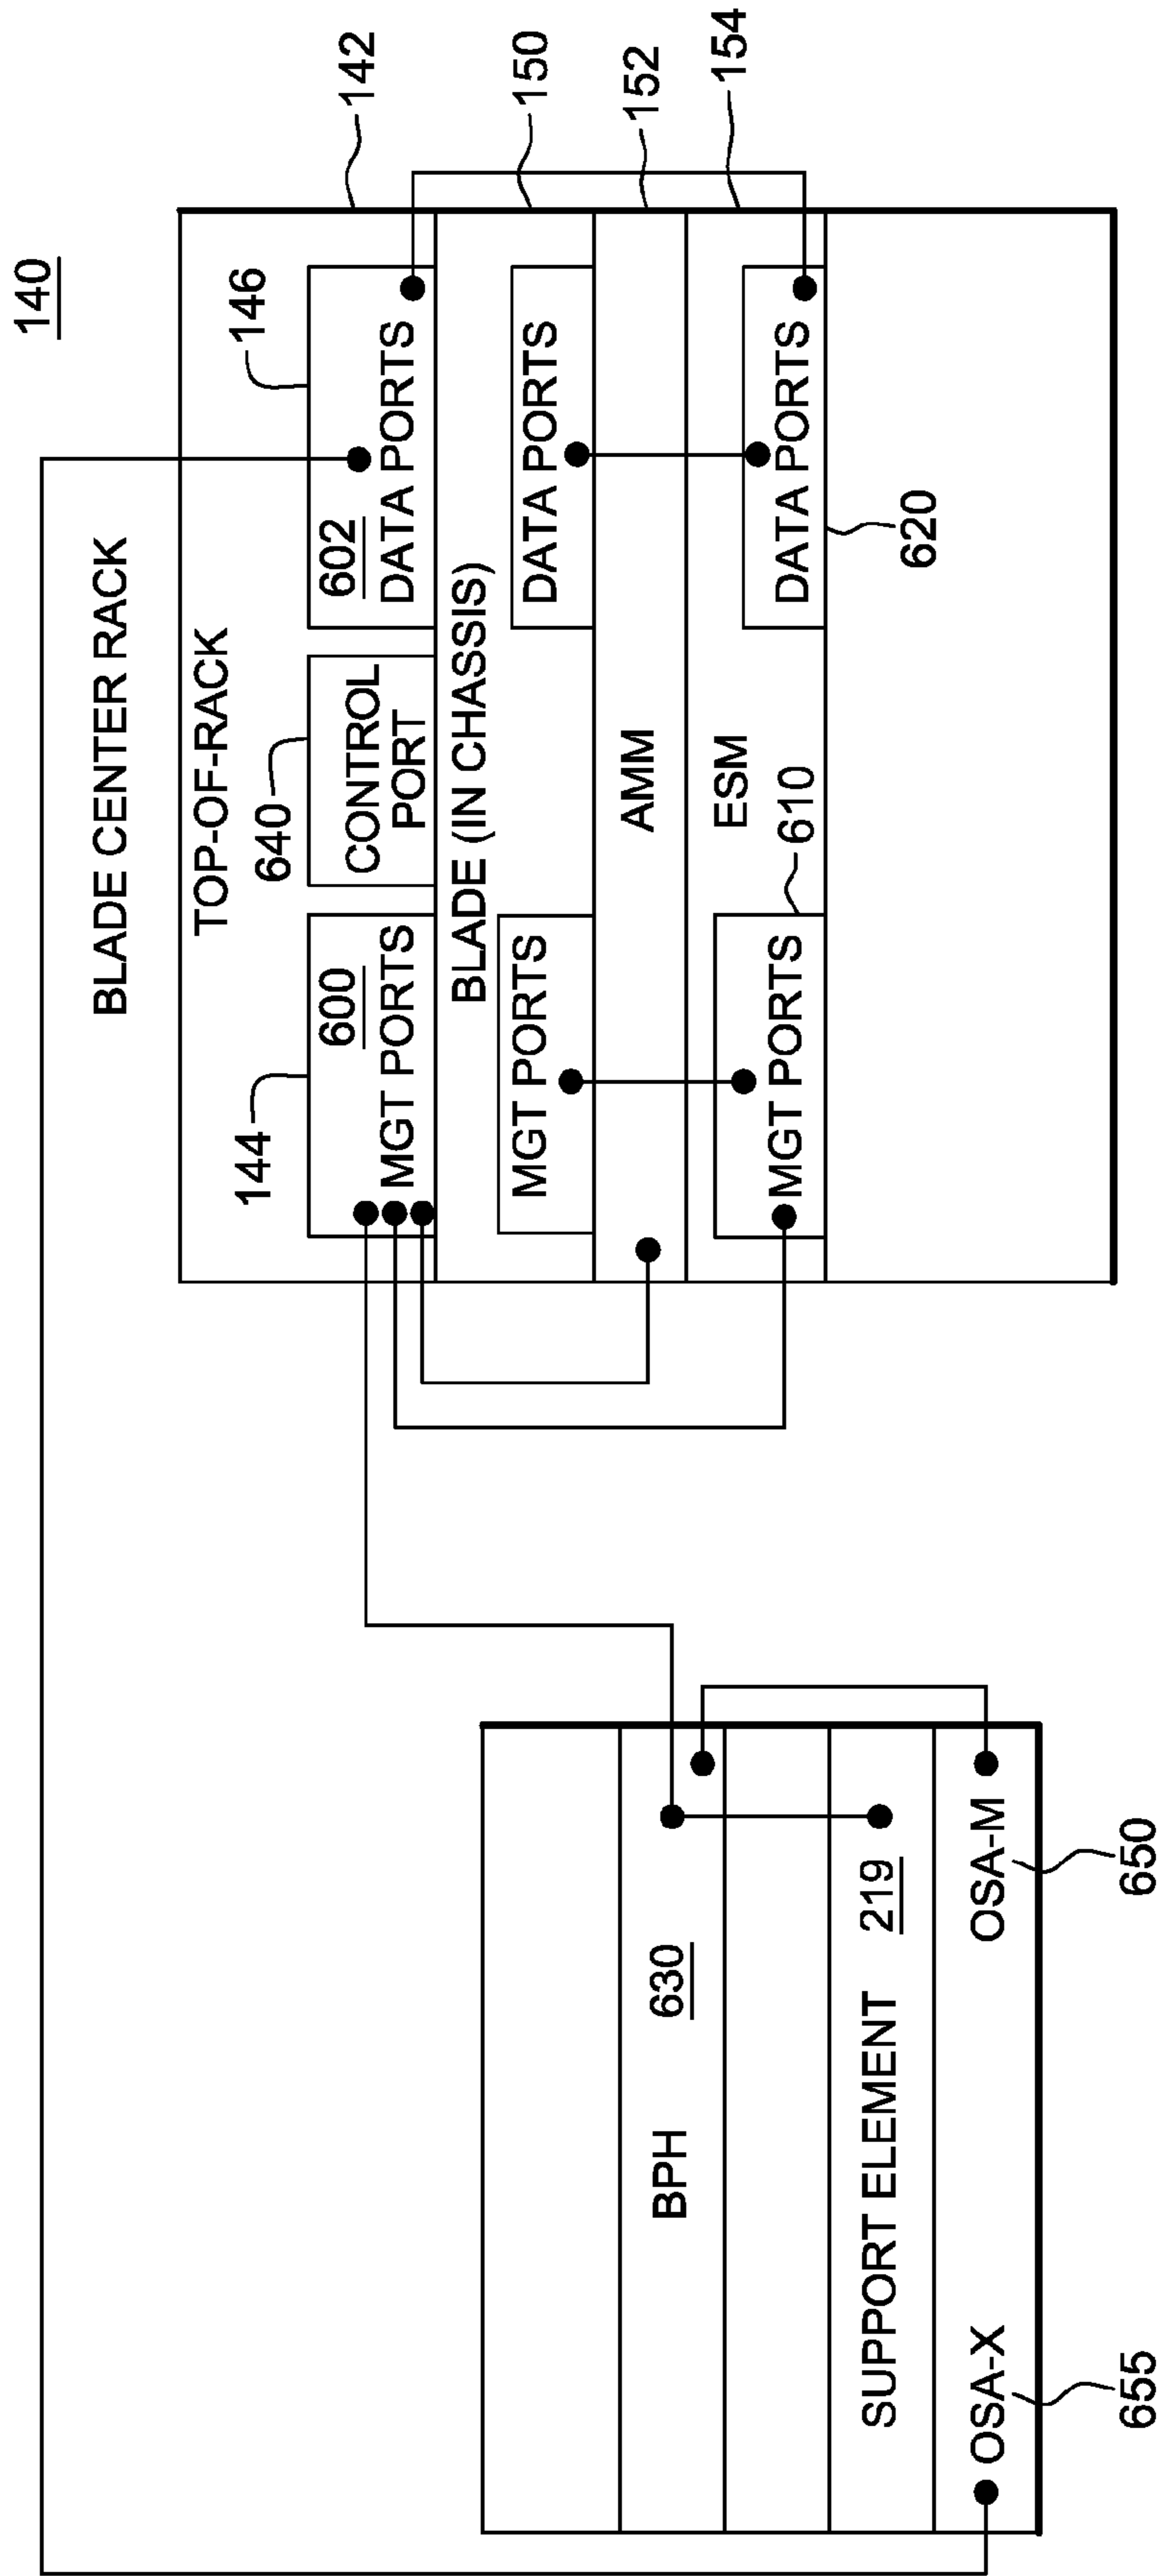 140
BLADE CENTER RACK
TOP-OF-RACK
142
144
600
MGT PORTS
640
CONTROL
PORT
146
602
DATA PORTS
BLADE (IN CHASSIS)
150
MGT PORTS
DATA PORTS
AMM
152
ESM
154
MGT PORTS
610
DATA PORTS
620
BPH
630
SUPPORT ELEMENT
219
OSA-X
OSA-M
655
650